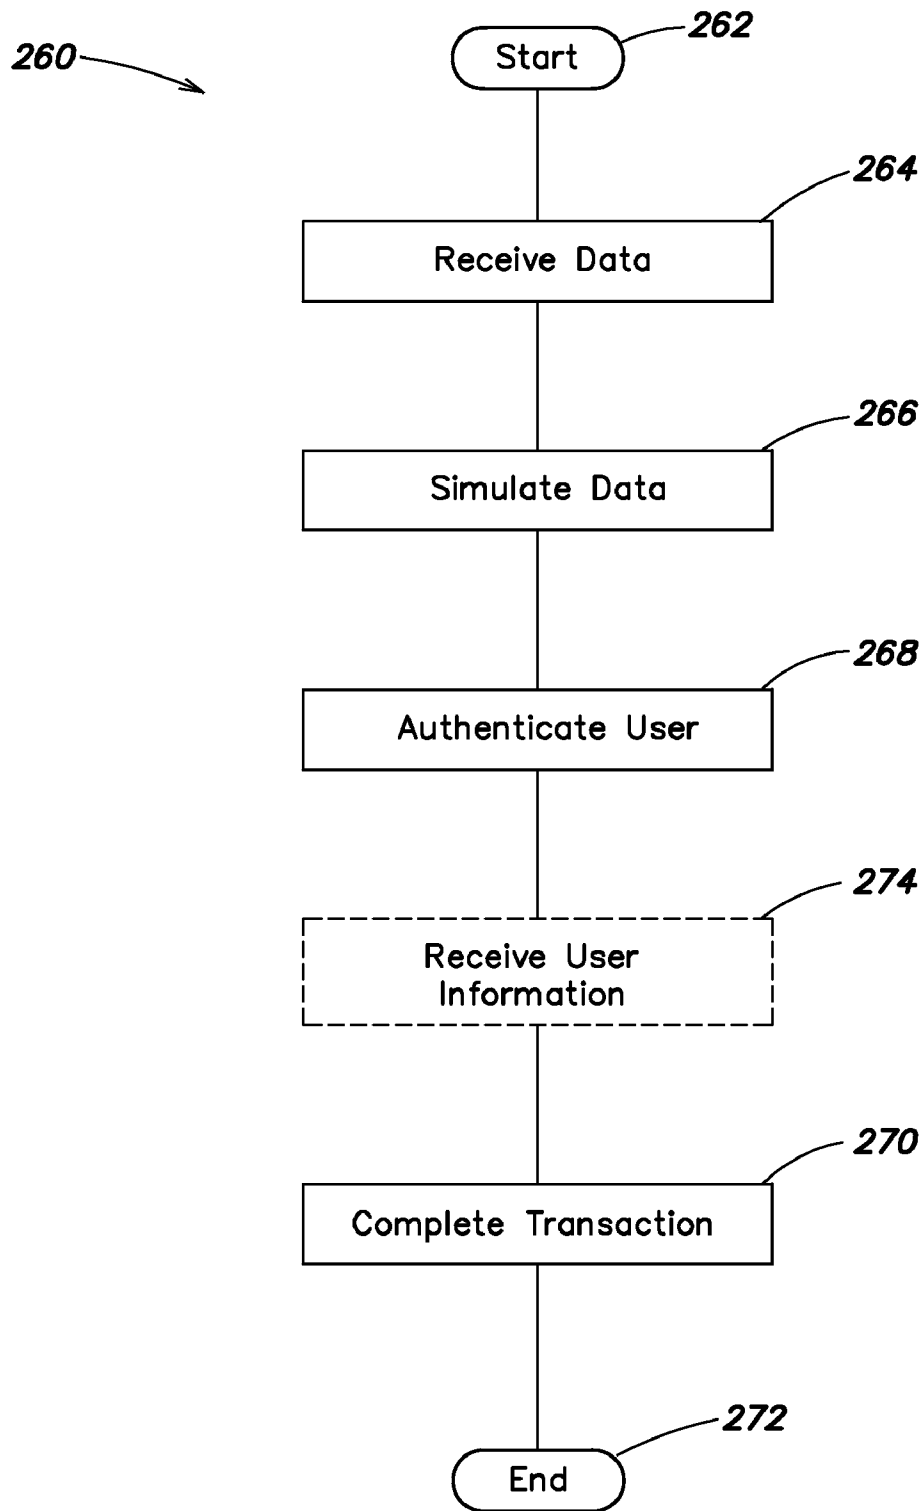 262
Start
260
264
Receive Data
266
Simulate Data
268
Authenticate User
274
Receive User
Information
270
Complete Transaction
272
End